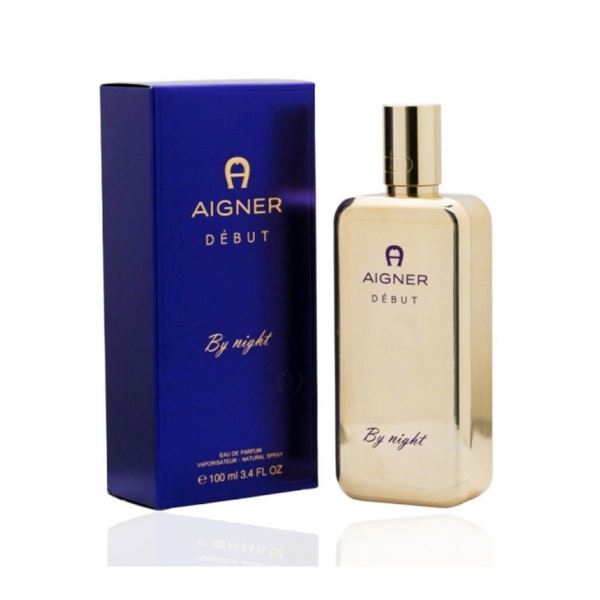 AIGNER
DÉBUT
By night
EAU DE PARFUM
VAPORISATEUR - NATURAL SPRAY
℮ 100 ml 3.4 FL OZ
AIGNER
DÉBUT
By night